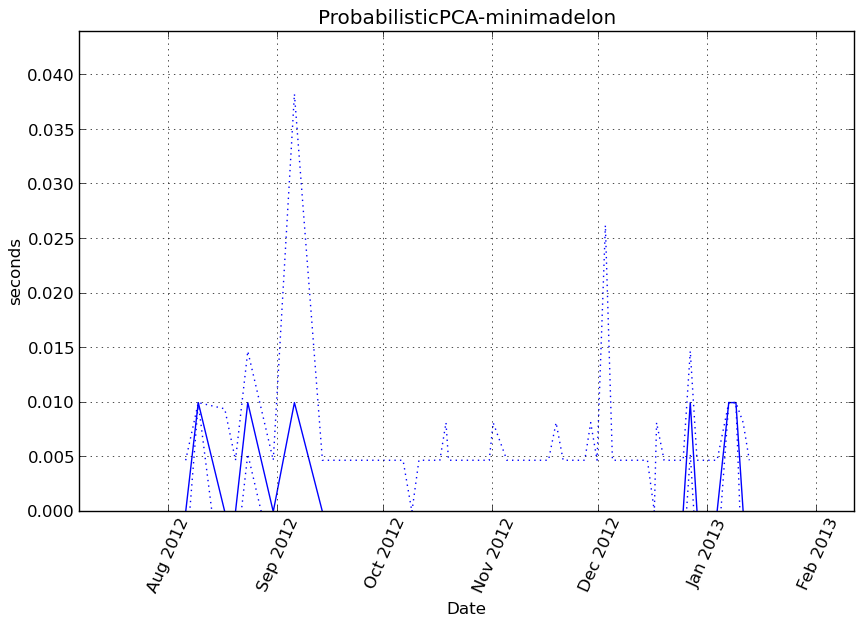 ProbabilisticPCA-minimadelon
0.040
0.035
0.030
0.025
0.020
0.015
0.010
0.005
0.000
seconds
Aug 2012
Sep 2012
Oct 2012
Nov 2012
Dec 2012
Jan 2013
Feb 2013
Date